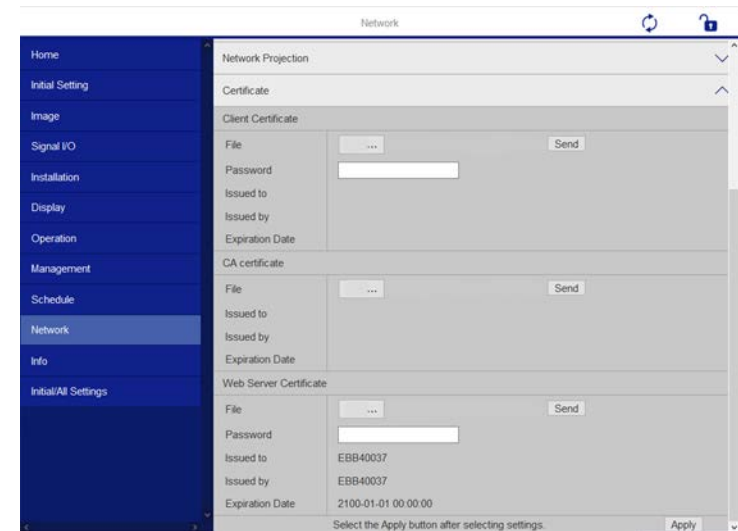 Network
Home
Initial Setting
Image
Signal I/O
Installation
Display
Operation
Management
Schedule
Network
Info
Initial/All Settings
Network Projection
Certificate
Client Certificate
File ... Send
Password
Issued to
Issued by
Expiration Date
CA certificate
File ... Send
Issued to
Issued by
Expiration Date
Web Server Certificate
File ... Send
Password
Issued to EBB40037
Issued by EBB40037
Expiration Date 2100-01-01 00:00:00
Select the Apply button after selecting settings. Apply